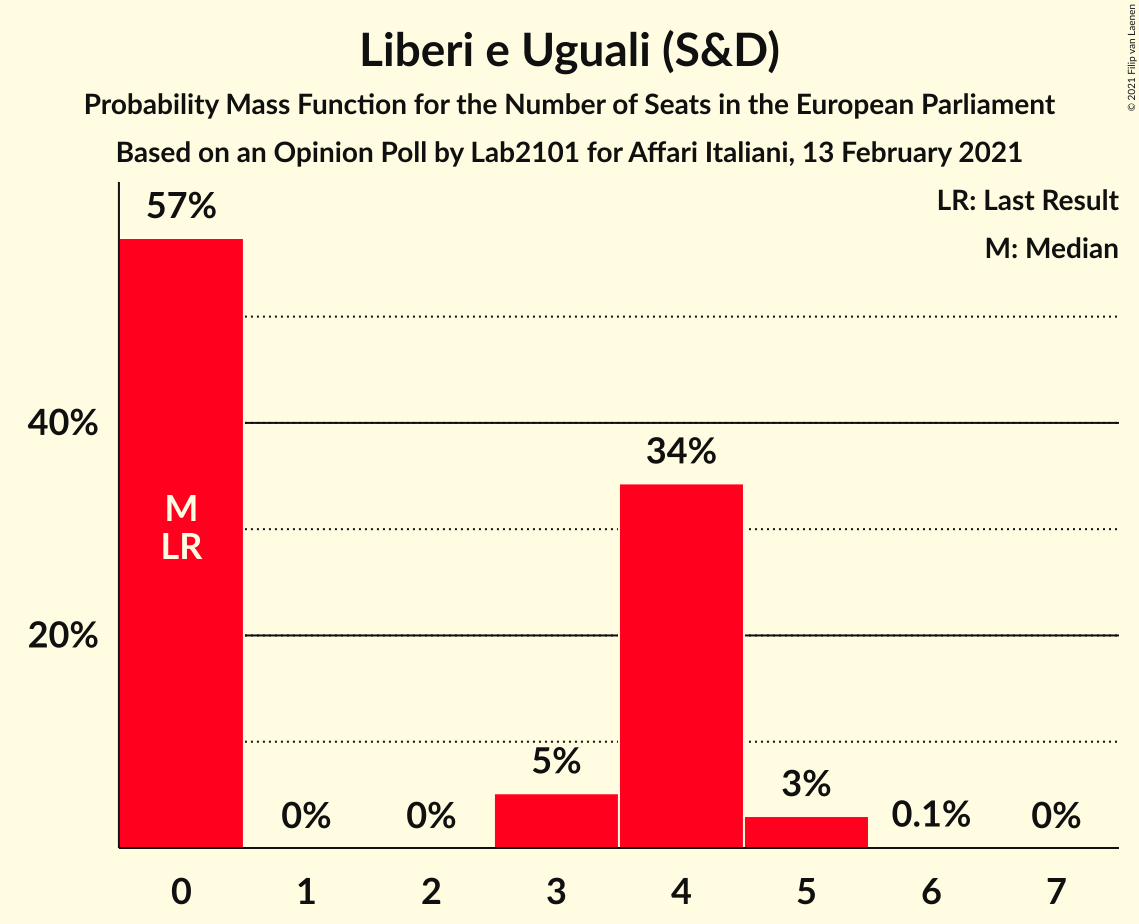 Liberi e Uguali (S&D)
Probability Mass Function for the Number of Seats in the European Parliament
Based on an Opinion Poll by Lab2101 for Affari Italiani, 13 February 2021
© 2021 Filip van Laenen
LR: Last Result
M: Median
57%
40%
34%
M
LR
20%
5%
3%
0%
0%
0.1%
0%
0 1 2 3 4 5 6 7